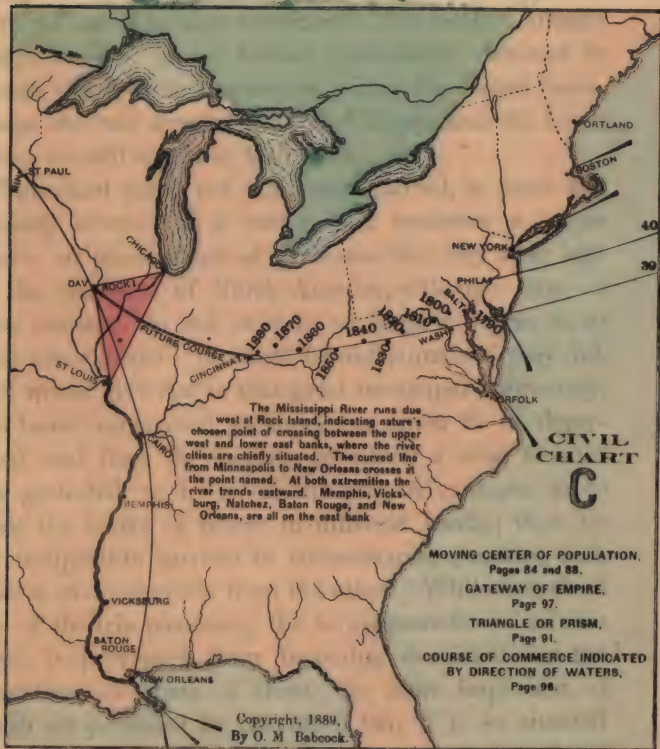 ST PAUL
PORTLAND
BOSTON
CHICAGO
NEW YORK
40
DAV. ROCK I.
PHILA
39
BALT
1800
1790
1810
1820
WASH
1840
1830
1850
1860
1870
1880
CINCINNATI
FUTURE COURSE
ST LOUIS
NORFOLK
The Mississippi River runs due
west at Rock Island, indicating nature's
chosen point of crossing between the upper
west and lower east banks, where the river
cities are chiefly situated. The curved line
from Minneapolis to New Orleans crosses at
the point named. At both extremities the
river trends eastward. Memphis, Vicks-
burg, Natchez, Baton Rouge, and New
Orleans, are all on the east bank
CAIRO
CIVIL
CHART
C
MEMPHIS
MOVING CENTER OF POPULATION,
Pages 84 and 88.
GATEWAY OF EMPIRE,
Page 97.
TRIANGLE OR PRISM,
Page 91.
COURSE OF COMMERCE INDICATED
BY DIRECTION OF WATERS,
Page 96.
VICKSBURG
BATON
ROUGE
NEW ORLEANS
Copyright, 1889,
By O. M Babcock.